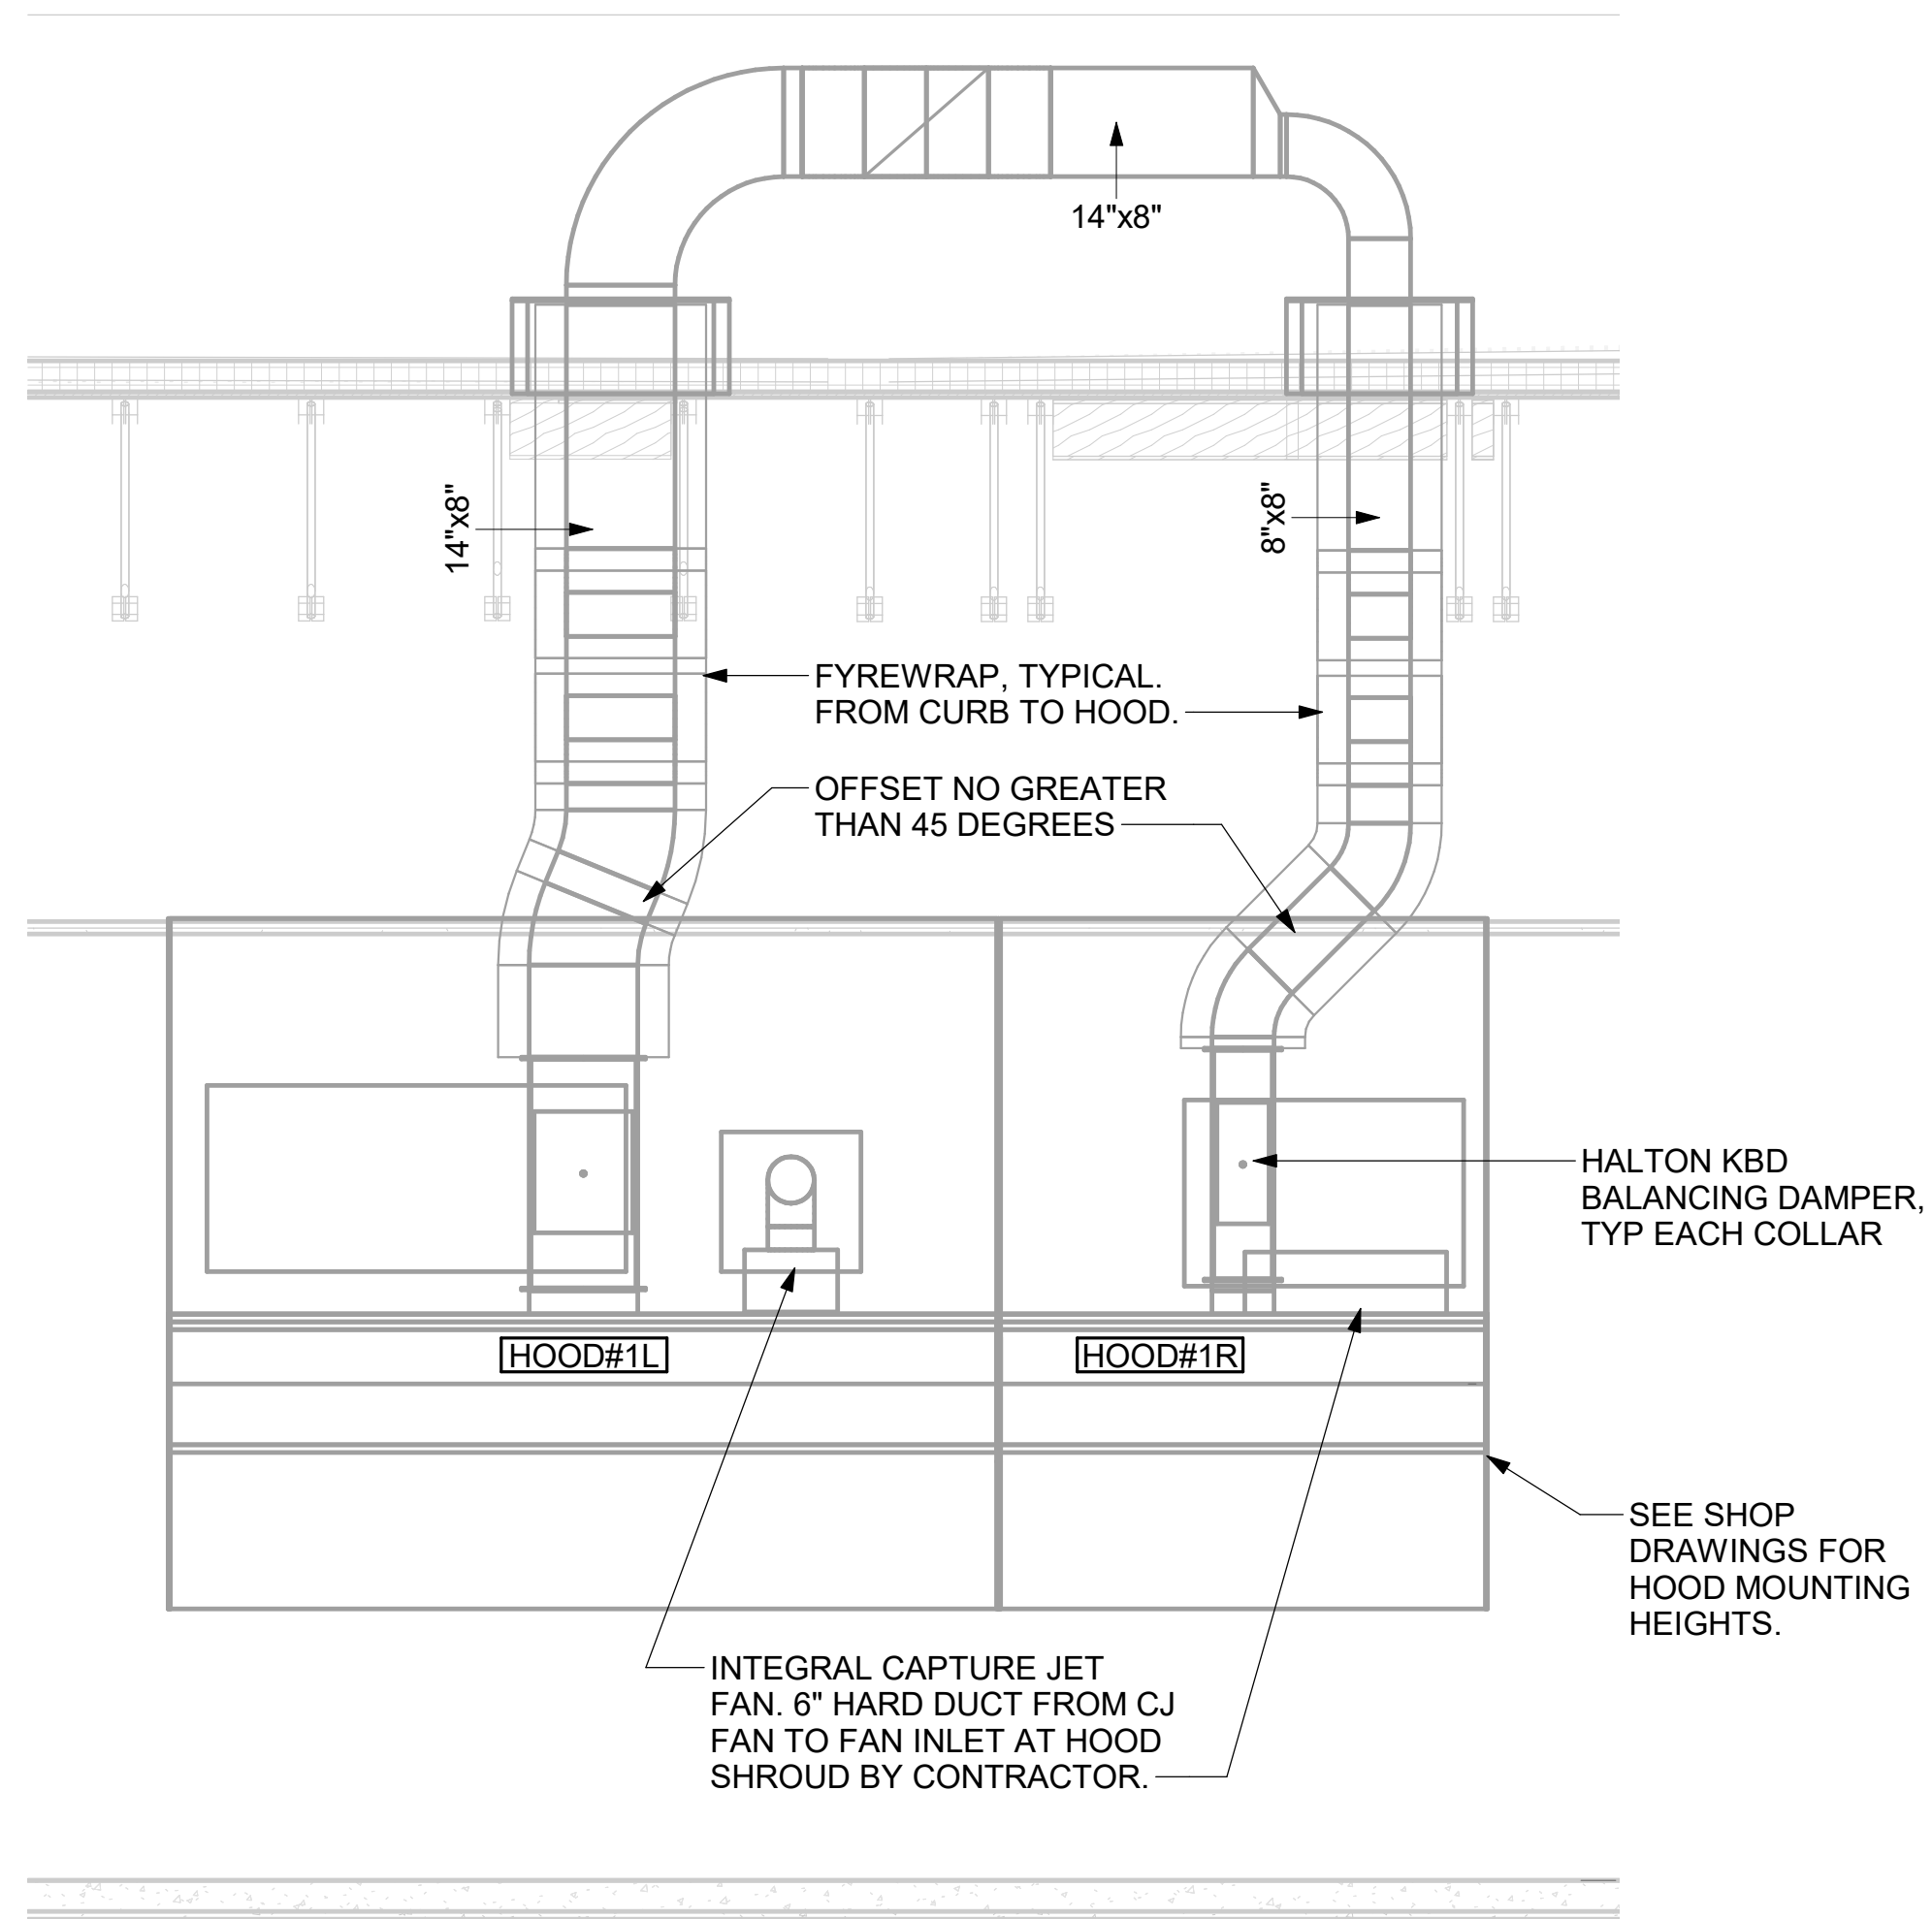 14"x8"
14"x8"
8"x8"
FYREWRAP, TYPICAL.
FROM CURB TO HOOD.
OFFSET NO GREATER
THAN 45 DEGREES
HALTON KBD
BALANCING DAMPER,
TYP EACH COLLAR
HOOD#1L
HOOD#1R
SEE SHOP
DRAWINGS FOR
HOOD MOUNTING
HEIGHTS.
INTEGRAL CAPTURE JET
FAN. 6" HARD DUCT FROM CJ
FAN TO FAN INLET AT HOOD
SHROUD BY CONTRACTOR.